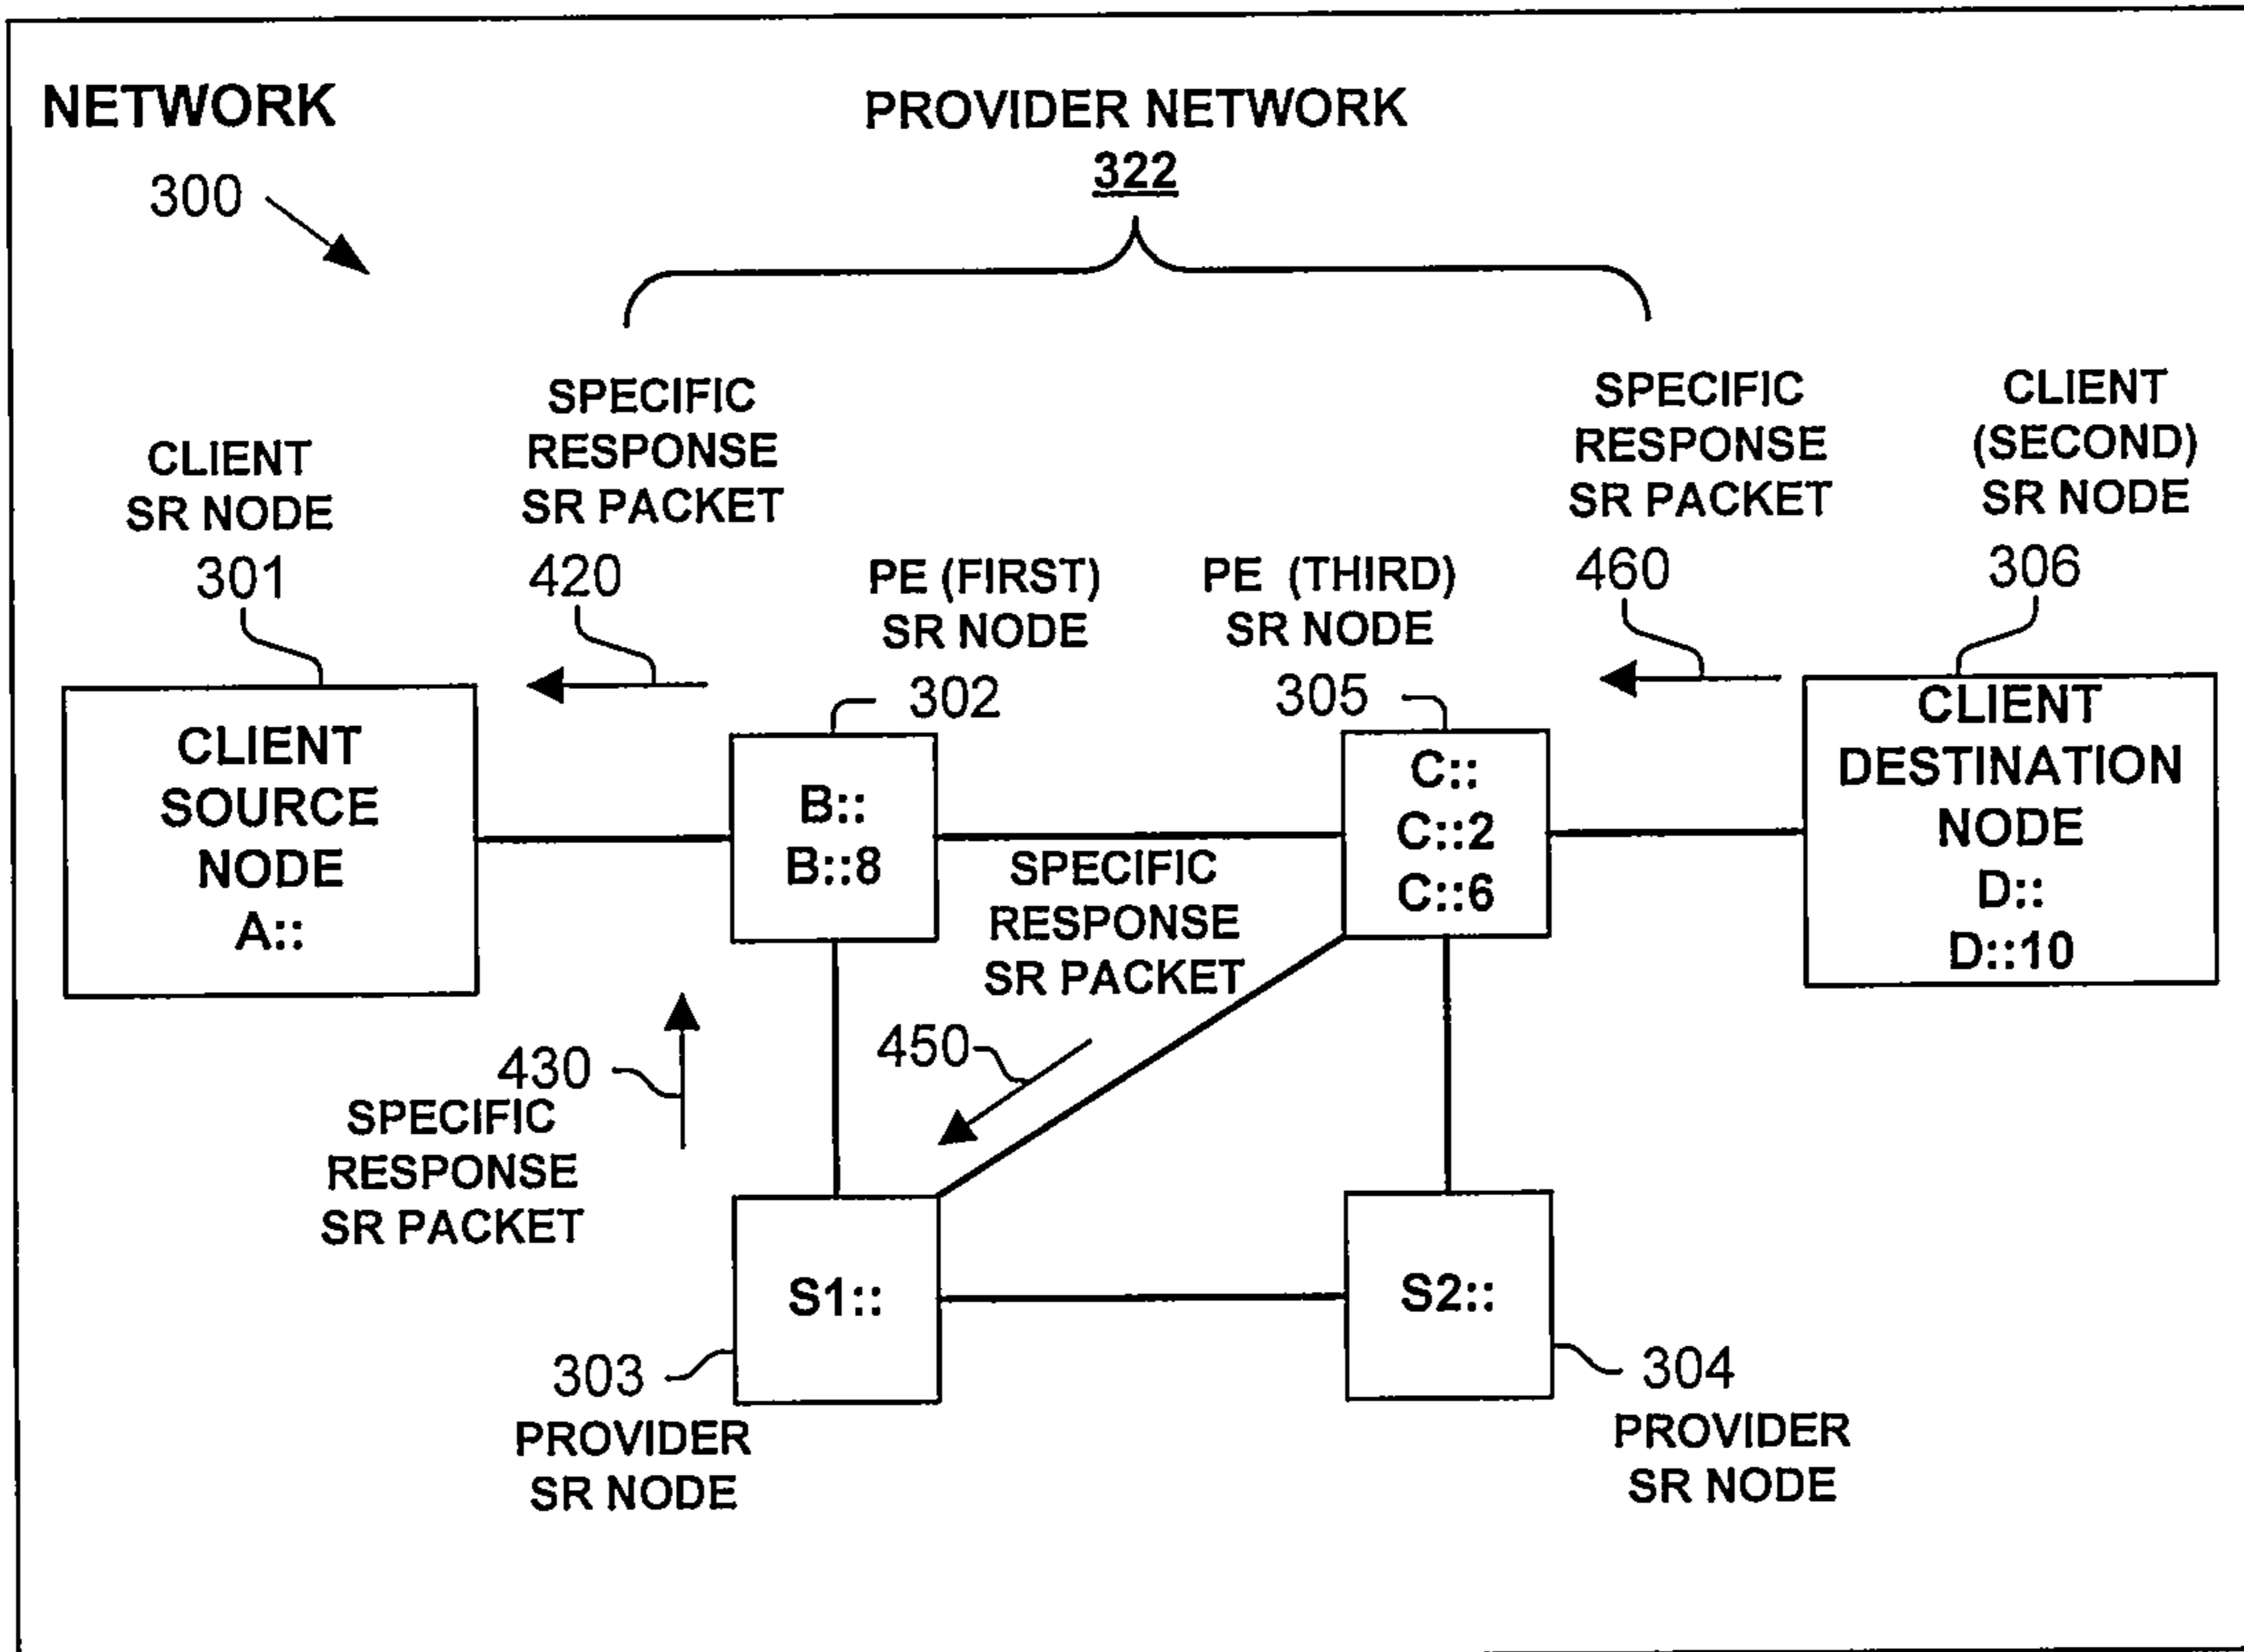 NETWORK
300
PROVIDER NETWORK
322
CLIENT
SR NODE
301
SPECIFIC
RESPONSE
SR PACKET
420
PE (FIRST)
SR NODE
302
PE (THIRD)
SR NODE
305
SPECIFIC
RESPONSE
SR PACKET
460
CLIENT
(SECOND)
SR NODE
306
CLIENT
SOURCE
NODE
A::
B::
B::8
C::
C::2
C::6
CLIENT
DESTINATION
NODE
D::
D::10
SPECIFIC
RESPONSE
SR PACKET
450
430
SPECIFIC
RESPONSE
SR PACKET
S1::
S2::
303
PROVIDER
SR NODE
304
PROVIDER
SR NODE